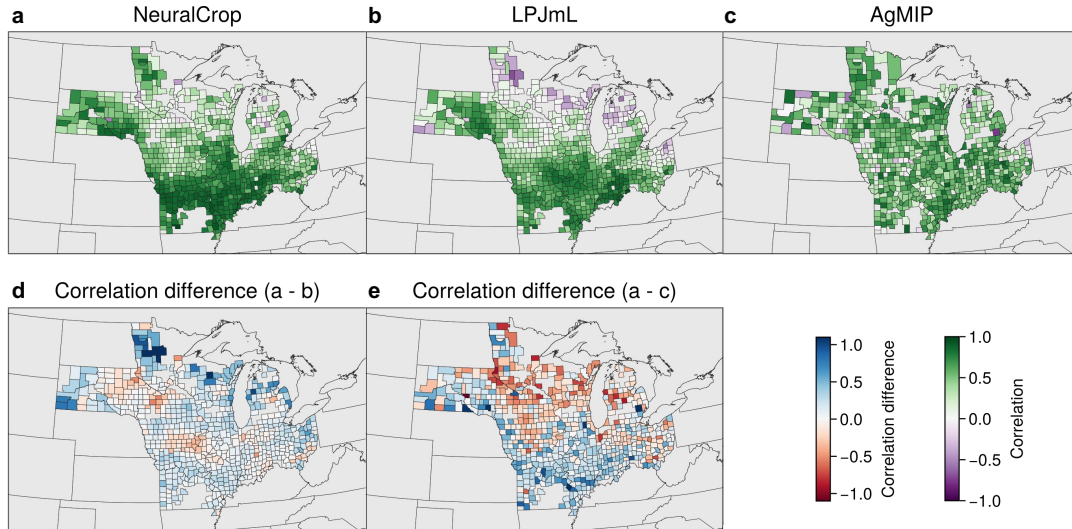 a NeuralCrop
b LPJmL
c AgMIP
d Correlation difference (a - b)
e Correlation difference (a - c)
1.0
0.5
0.0
−0.5
−1.0
Correlation difference
1.0
0.5
0.0
−0.5
−1.0
Correlation